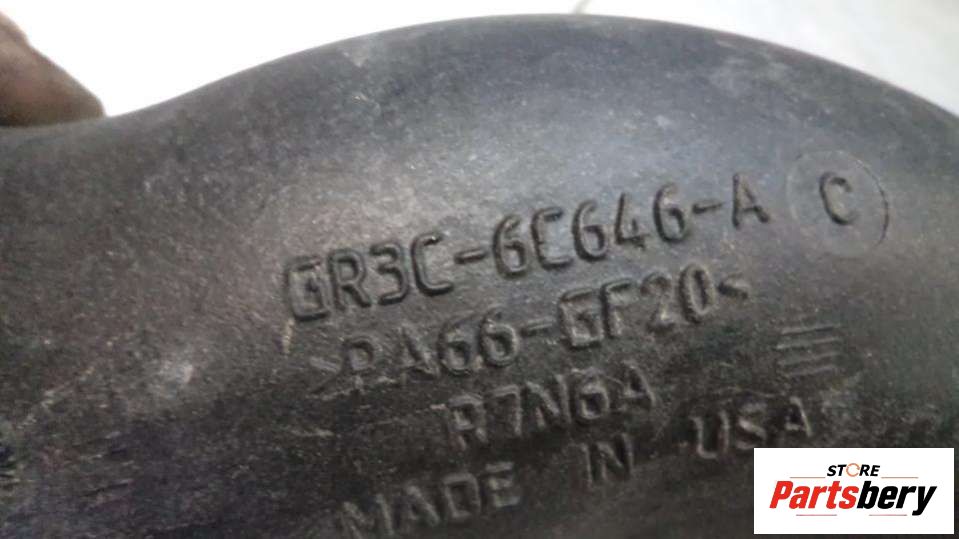 GR3C-6C646-A C
>PA66-GF20<
R7N6A
MADE IN USA
STORE
Partsbery